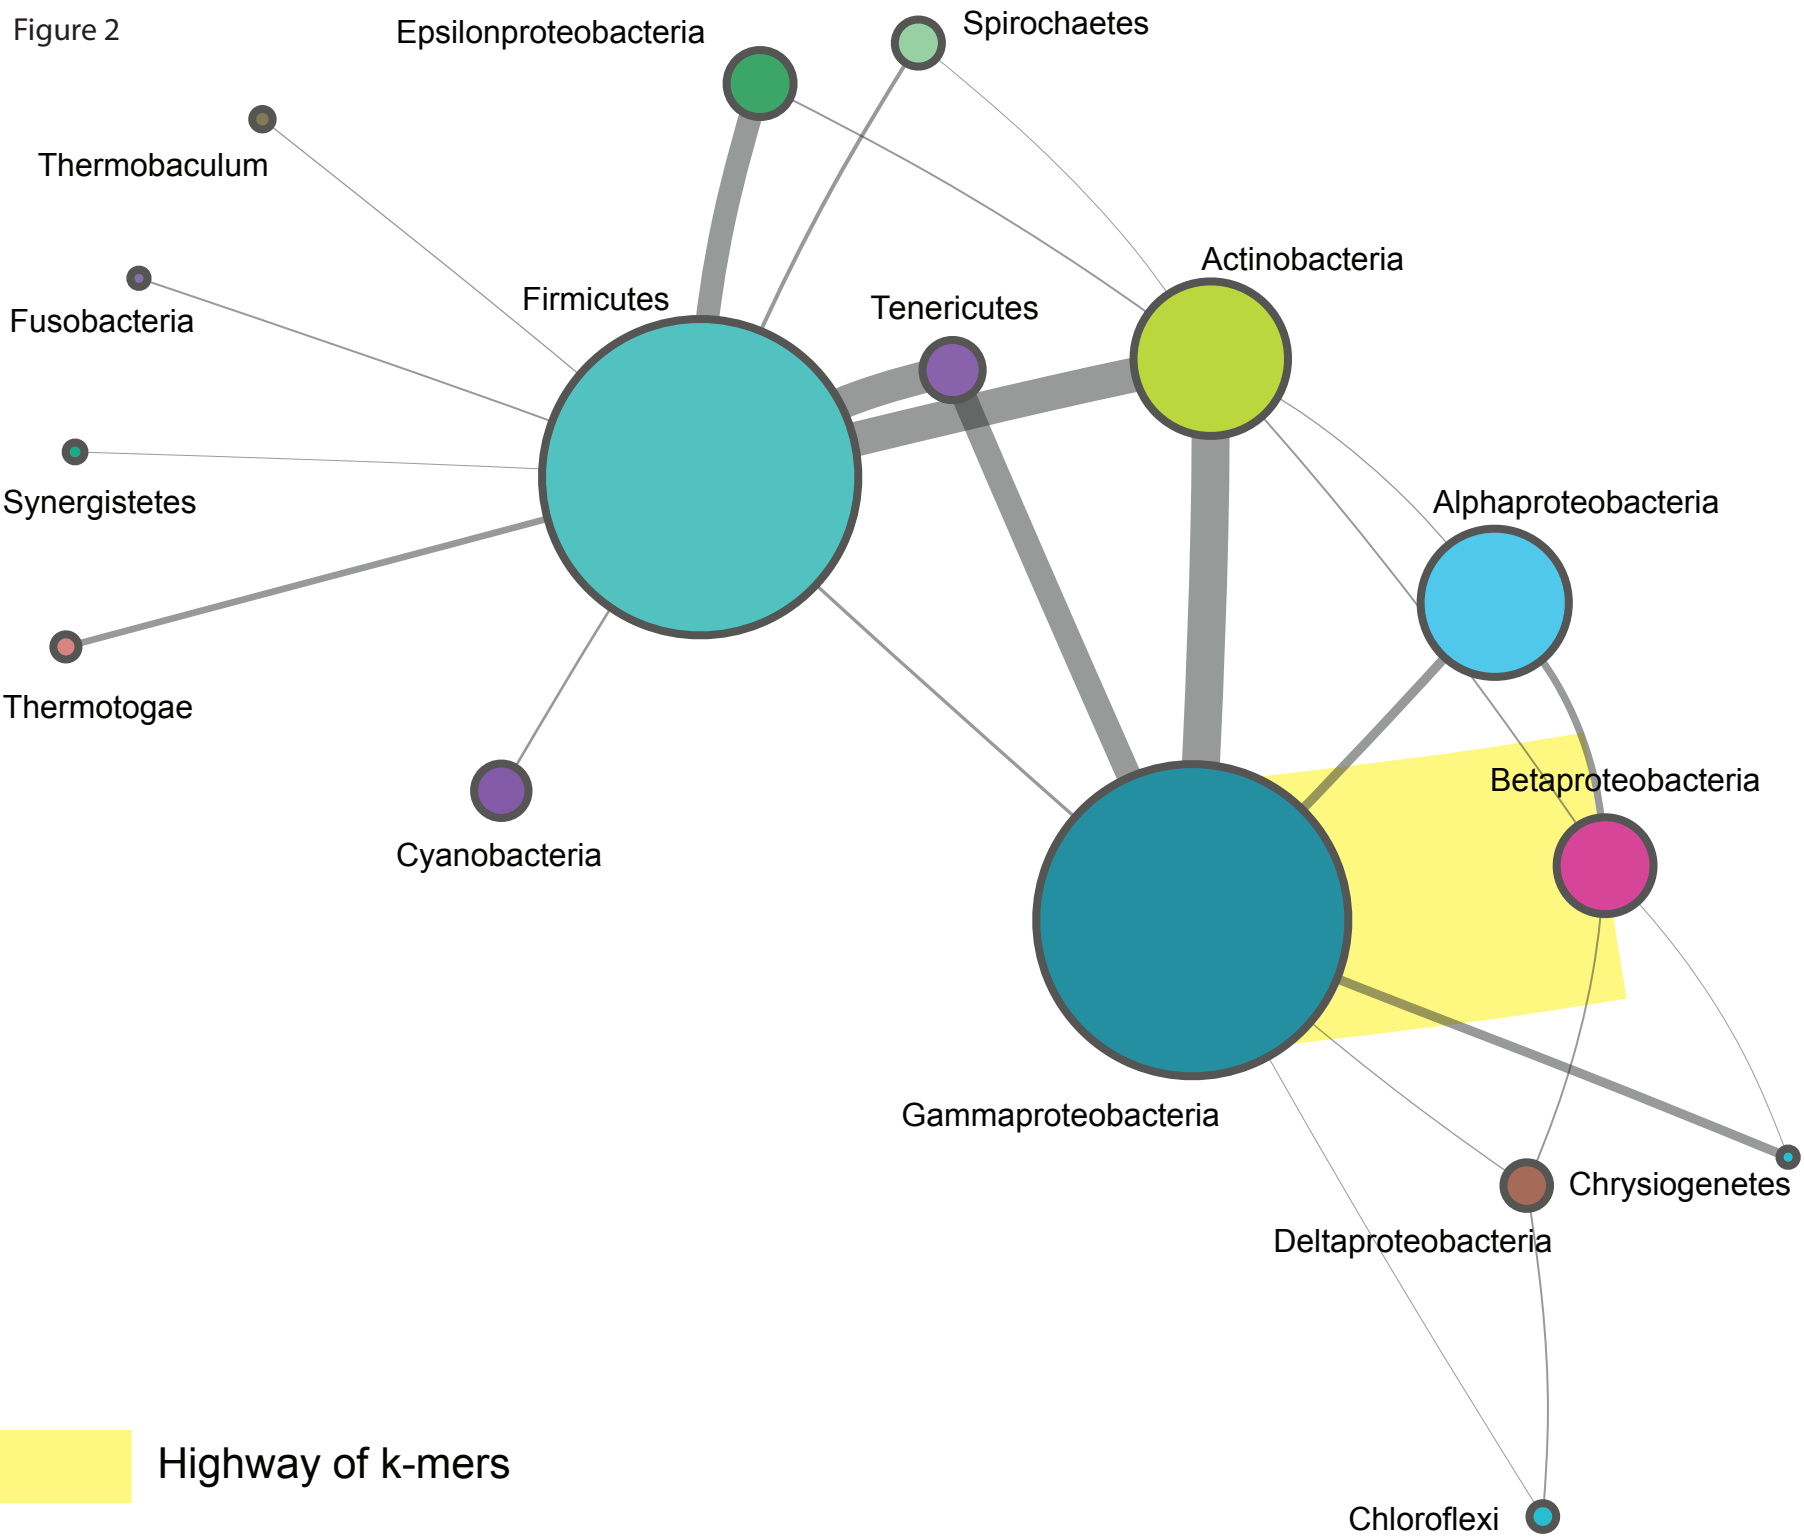 Figure 2
Epsilonproteobacteria
Spirochaetes
Thermobaculum
Actinobacteria
Firmicutes
Tenericutes
Fusobacteria
Synergistetes
Alphaproteobacteria
Thermotogae
Betaproteobacteria
Cyanobacteria
Gammaproteobacteria
Chrysiogenetes
Deltaproteobacteria
Highway of k-mers
Chloroflexi